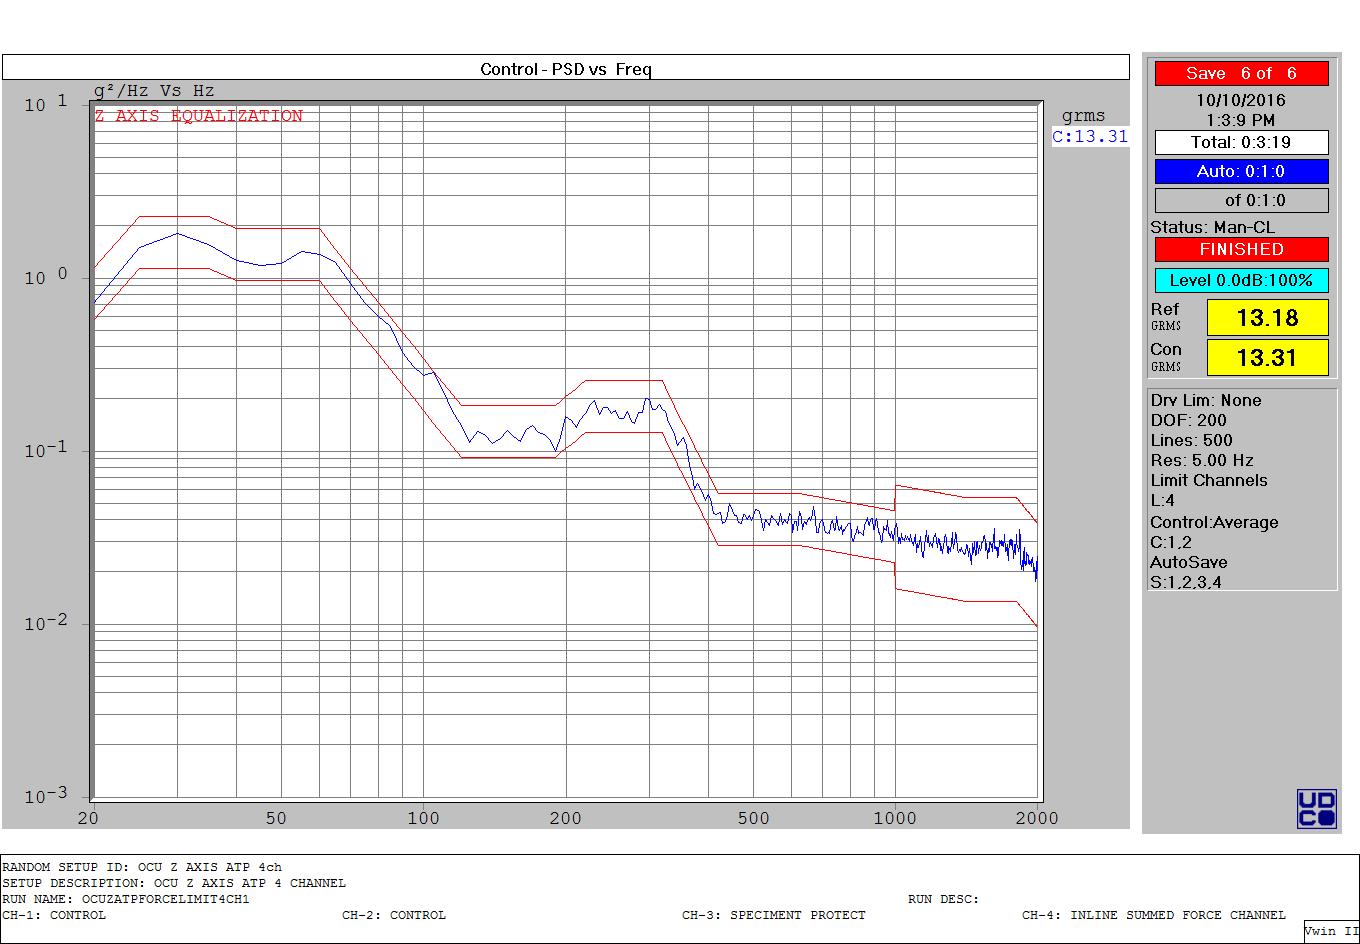 Control - PSD vs Freq
g²/Hz Vs Hz
Z AXIS EQUALIZATION
10 1
10 0
10 -1
10 -2
10 -3
20 50 100 200 500 1000 2000
grms
C:13.31
Save 6 of 6
10/10/2016
1:3:9 PM
Total: 0:3:19
Auto: 0:1:0
of 0:1:0
Status: Man-CL
FINISHED
Level 0.0dB:100%
Ref
GRMS
13.18
Con
GRMS
13.31
Drv Lim: None
DOF: 200
Lines: 500
Res: 5.00 Hz
Limit Channels
L:4
Control:Average
C:1,2
AutoSave
S:1,2,3,4
UD
CO
RANDOM SETUP ID: OCU Z AXIS ATP 4ch
SETUP DESCRIPTION: OCU Z AXIS ATP 4 CHANNEL
RUN NAME: OCUZATPFORCELIMIT4CH1 RUN DESC:
CH-1: CONTROL CH-2: CONTROL CH-3: SPECIMENT PROTECT CH-4: INLINE SUMMED FORCE CHANNEL
Vwin II